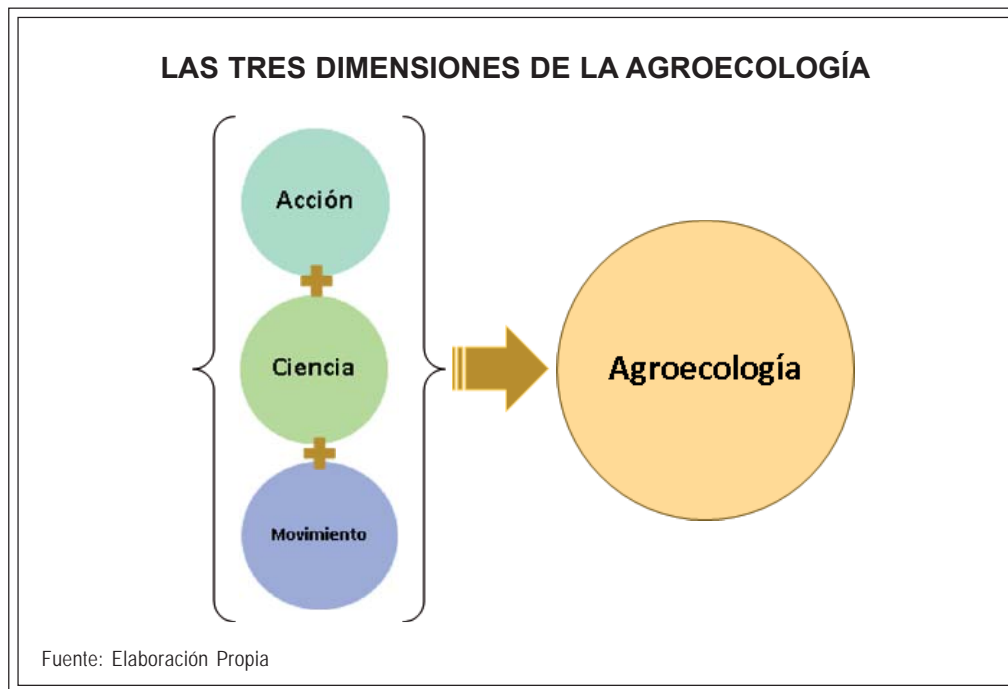 LAS TRES DIMENSIONES DE LA AGROECOLOGÍA
Acción
Ciencia
Movimiento
Agroecología
Fuente: Elaboración Propia